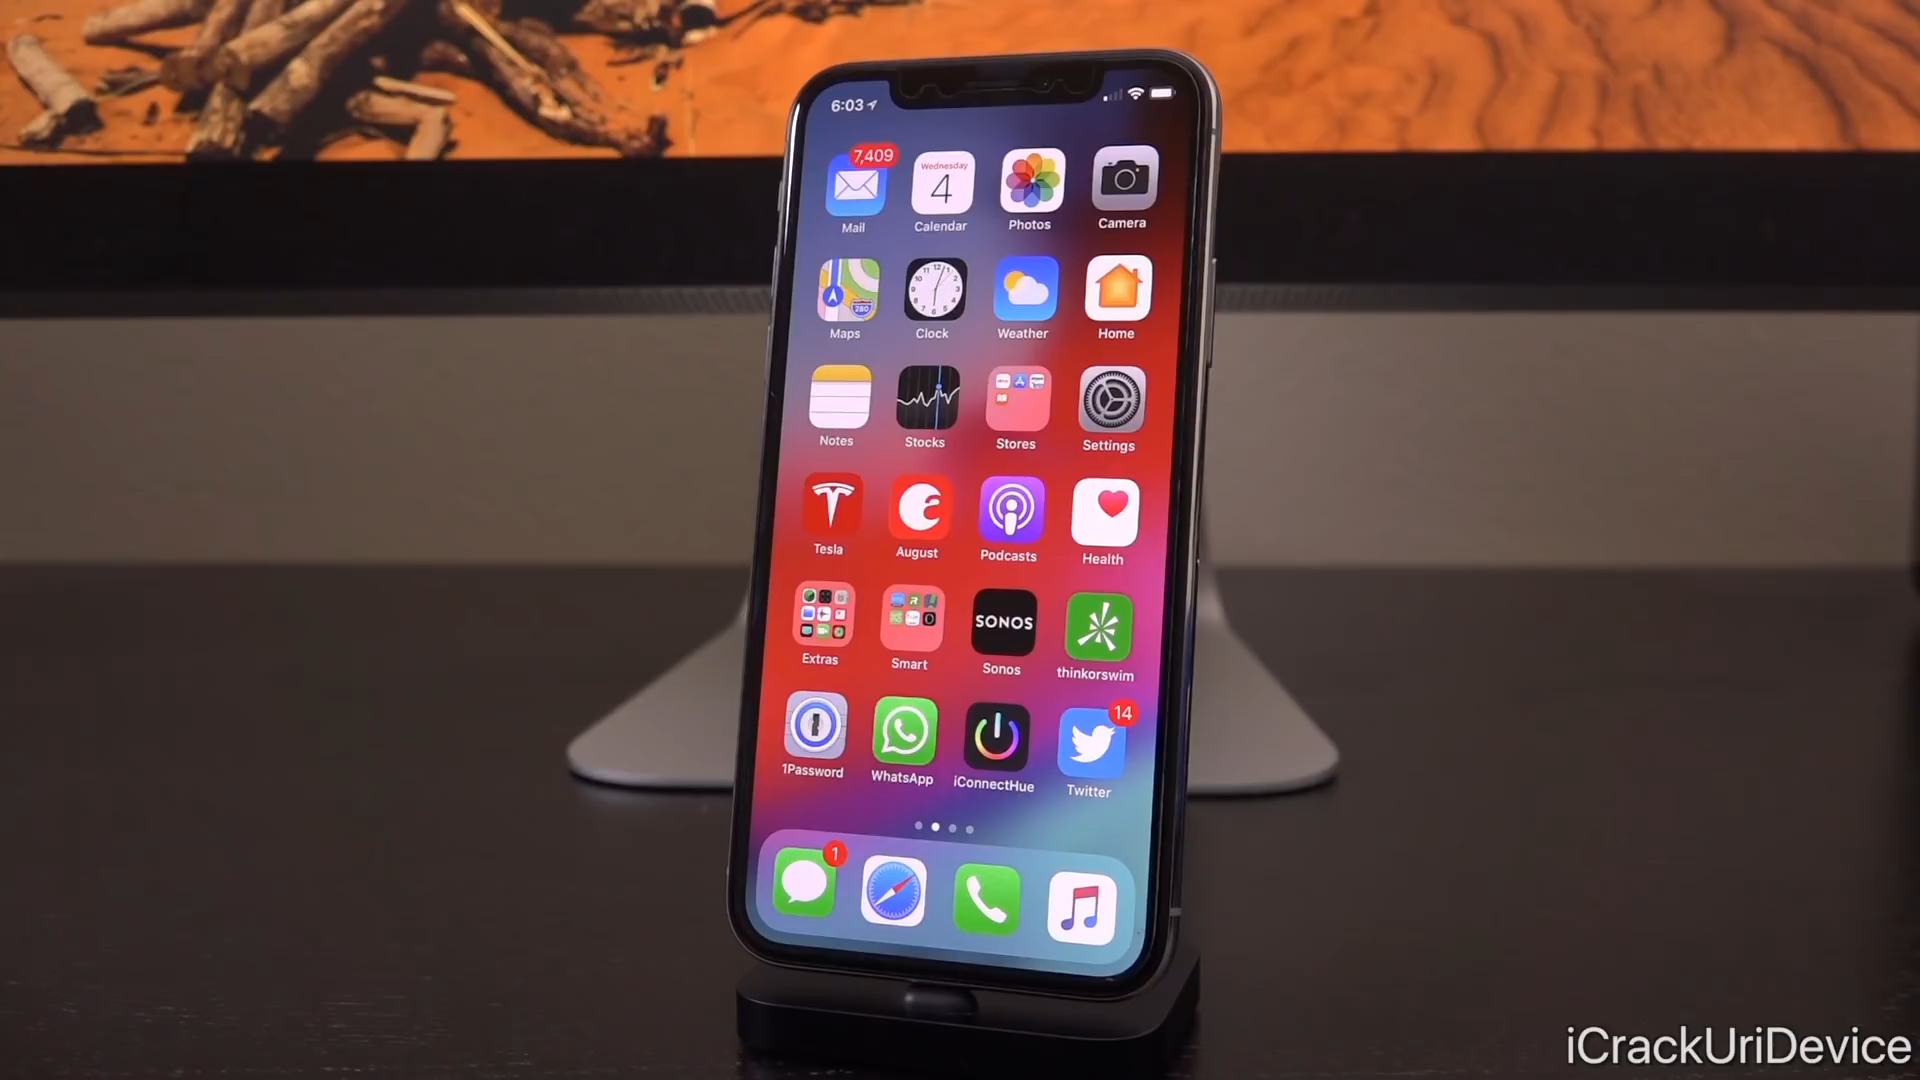 6:03
7,409
Wednesday
4
Mail
Calendar
Photos
Camera
280
Maps
Clock
Weather
Home
Notes
Stocks
Stores
Settings
Tesla
August
Podcasts
Health
SONOS
Extras
Smart
Sonos
thinkorswim
14
1Password
WhatsApp
iConnectHue
Twitter
1
iCrackUriDevice